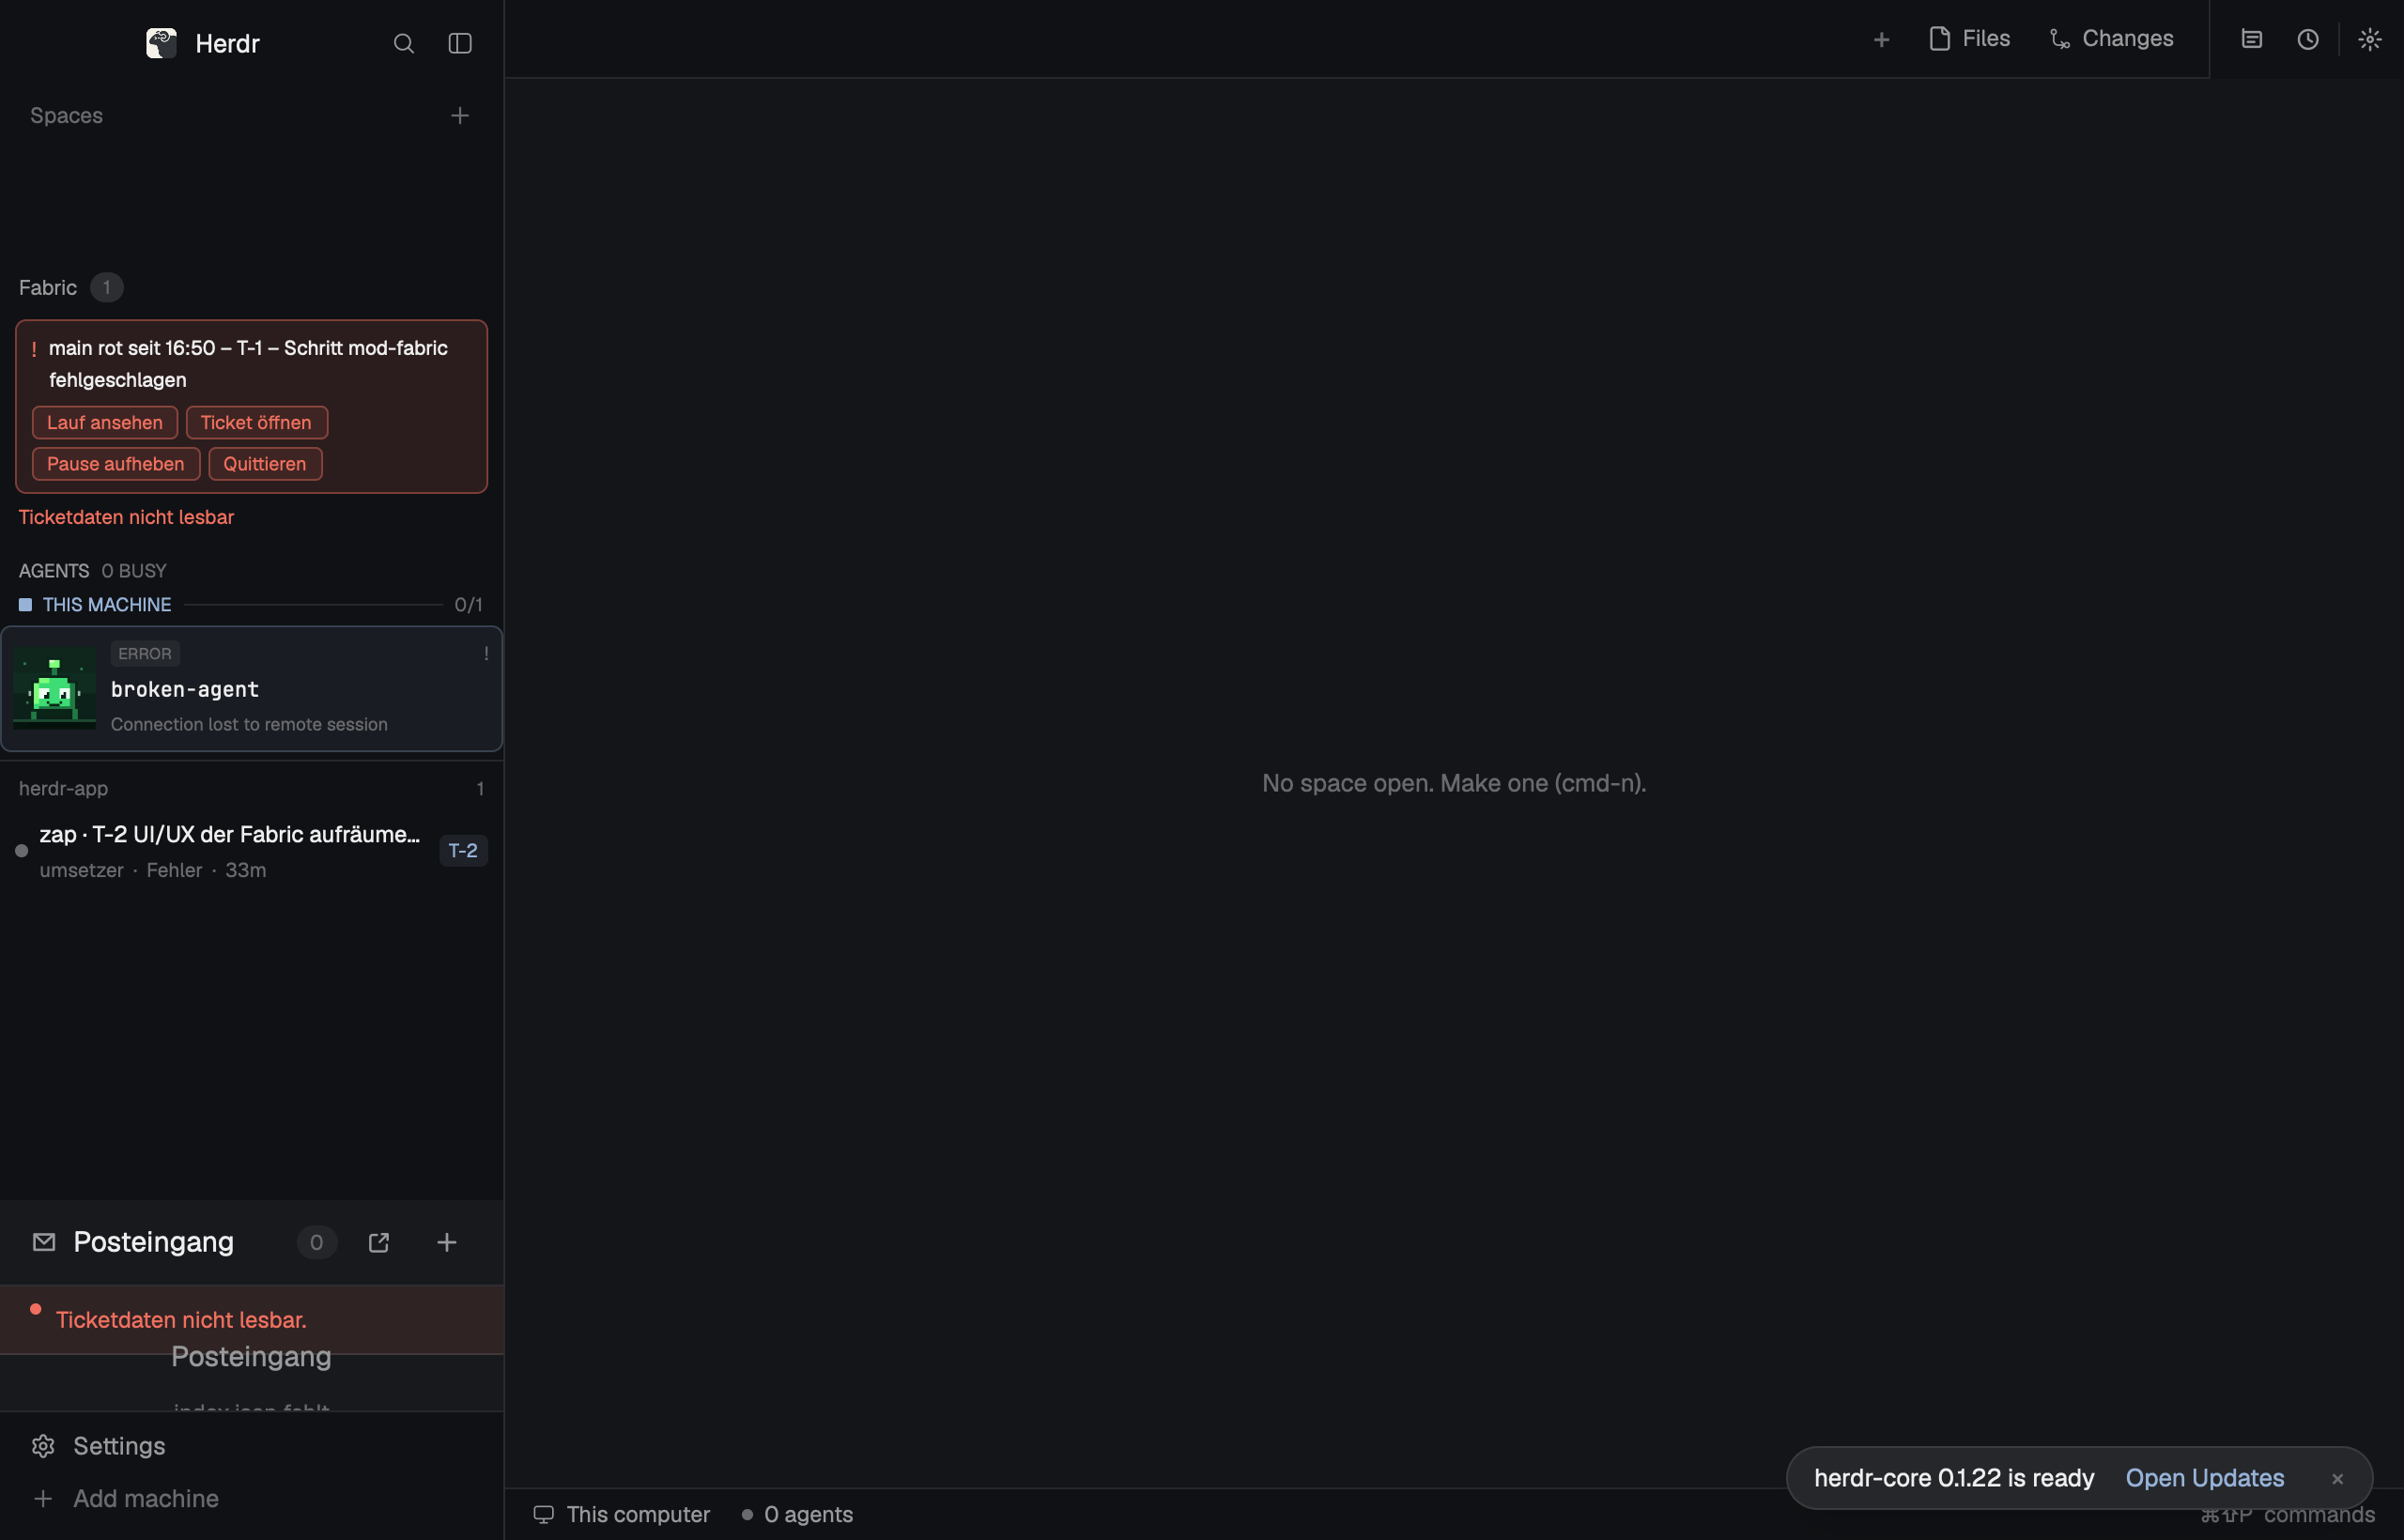 Herdr
Files
Changes
Spaces
Fabric 1
! main rot seit 16:50 – T-1 – Schritt mod-fabric
fehlgeschlagen
Lauf ansehen
Ticket öffnen
Pause aufheben
Quittieren
Ticketdaten nicht lesbar
AGENTS 0 BUSY
THIS MACHINE 0/1
ERROR !
broken-agent
Connection lost to remote session
herdr-app 1
zap · T-2 UI/UX der Fabric aufräume…
T-2
umsetzer · Fehler · 33m
No space open. Make one (cmd-n).
Posteingang 0
Ticketdaten nicht lesbar.
Posteingang
Settings
Add machine
herdr-core 0.1.22 is ready Open Updates ×
This computer 0 agents
⌘⇧P commands